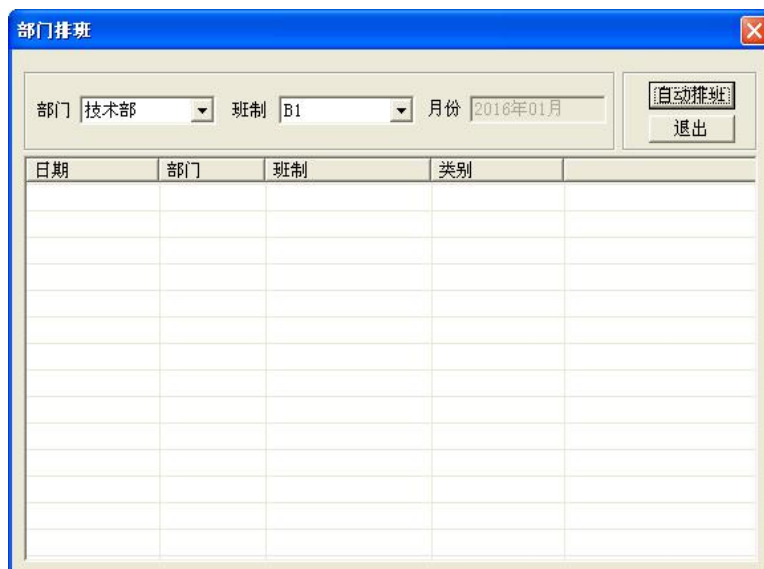 部门排班
部门 技术部 班制 B1 月份 2016年01月
自动排班
退出
日期 部门 班制 类别